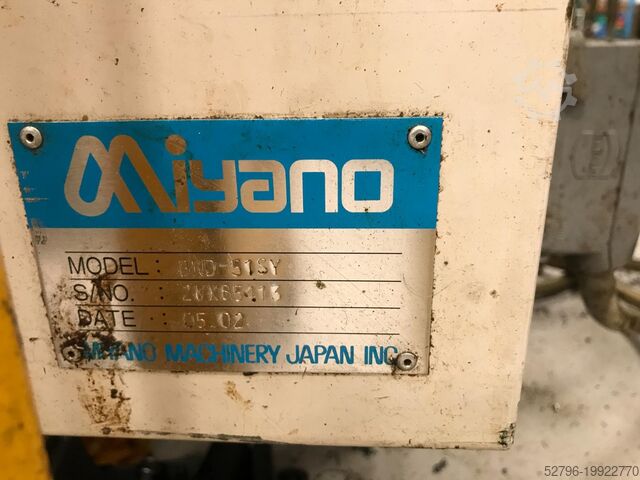 Miyano
MODEL : BND-51SY
S/NO. :
DATE : 05.02
MIYANO MACHINERY JAPAN INC.
52796-19922770